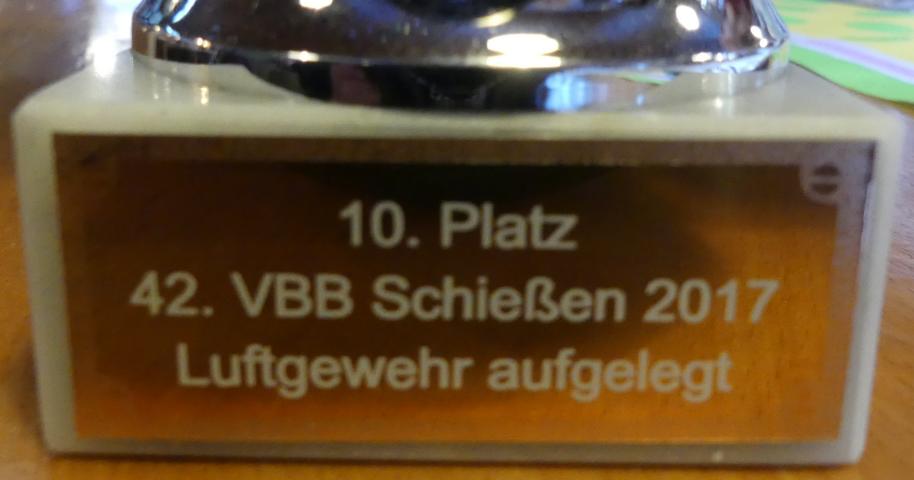 10. Platz
42. VBB Schießen 2017
Luftgewehr aufgelegt